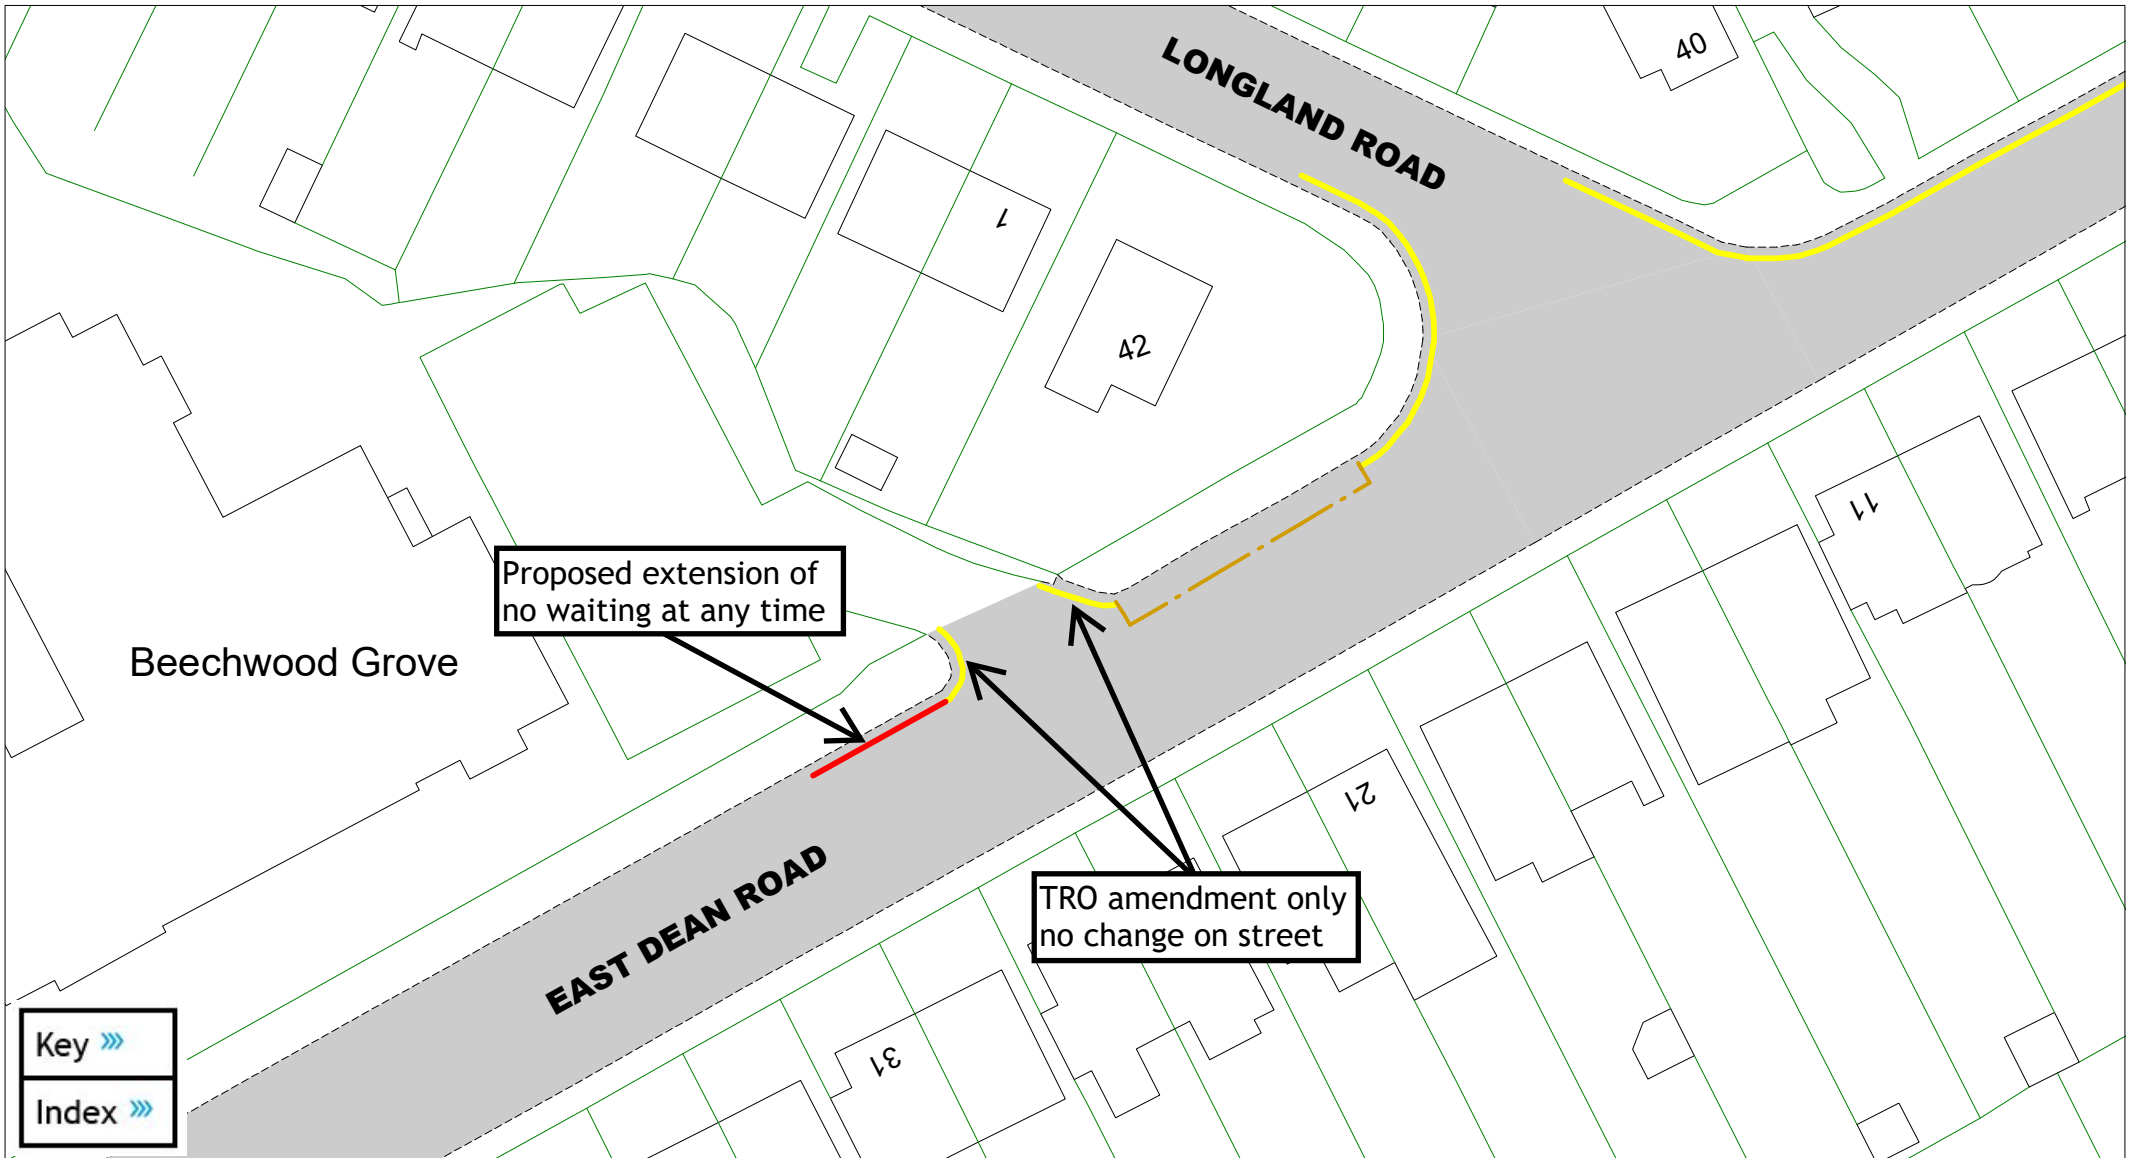 LONGLAND ROAD
40
1
42
11
Proposed extension of
no waiting at any time
Beechwood Grove
21
EAST DEAN ROAD
TRO amendment only
no change on street
31
Key »»
Index »»